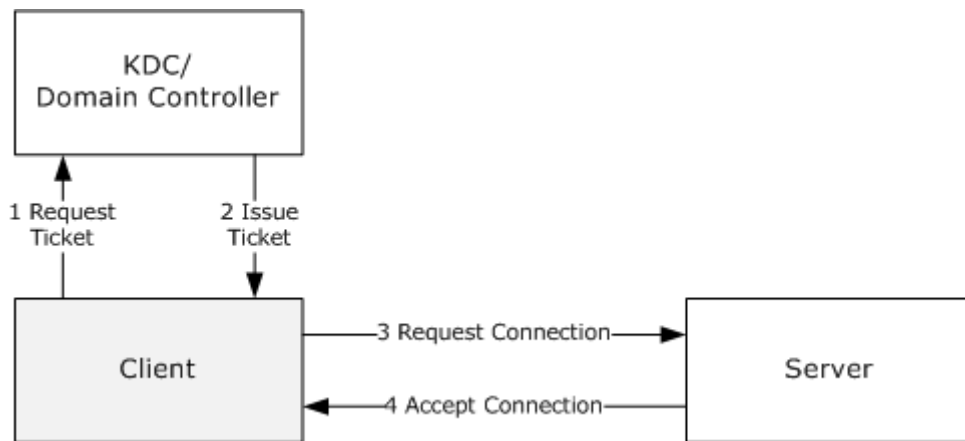 KDC/
Domain Controller
1 Request
Ticket
2 Issue
Ticket
Client
3 Request Connection
4 Accept Connection
Server